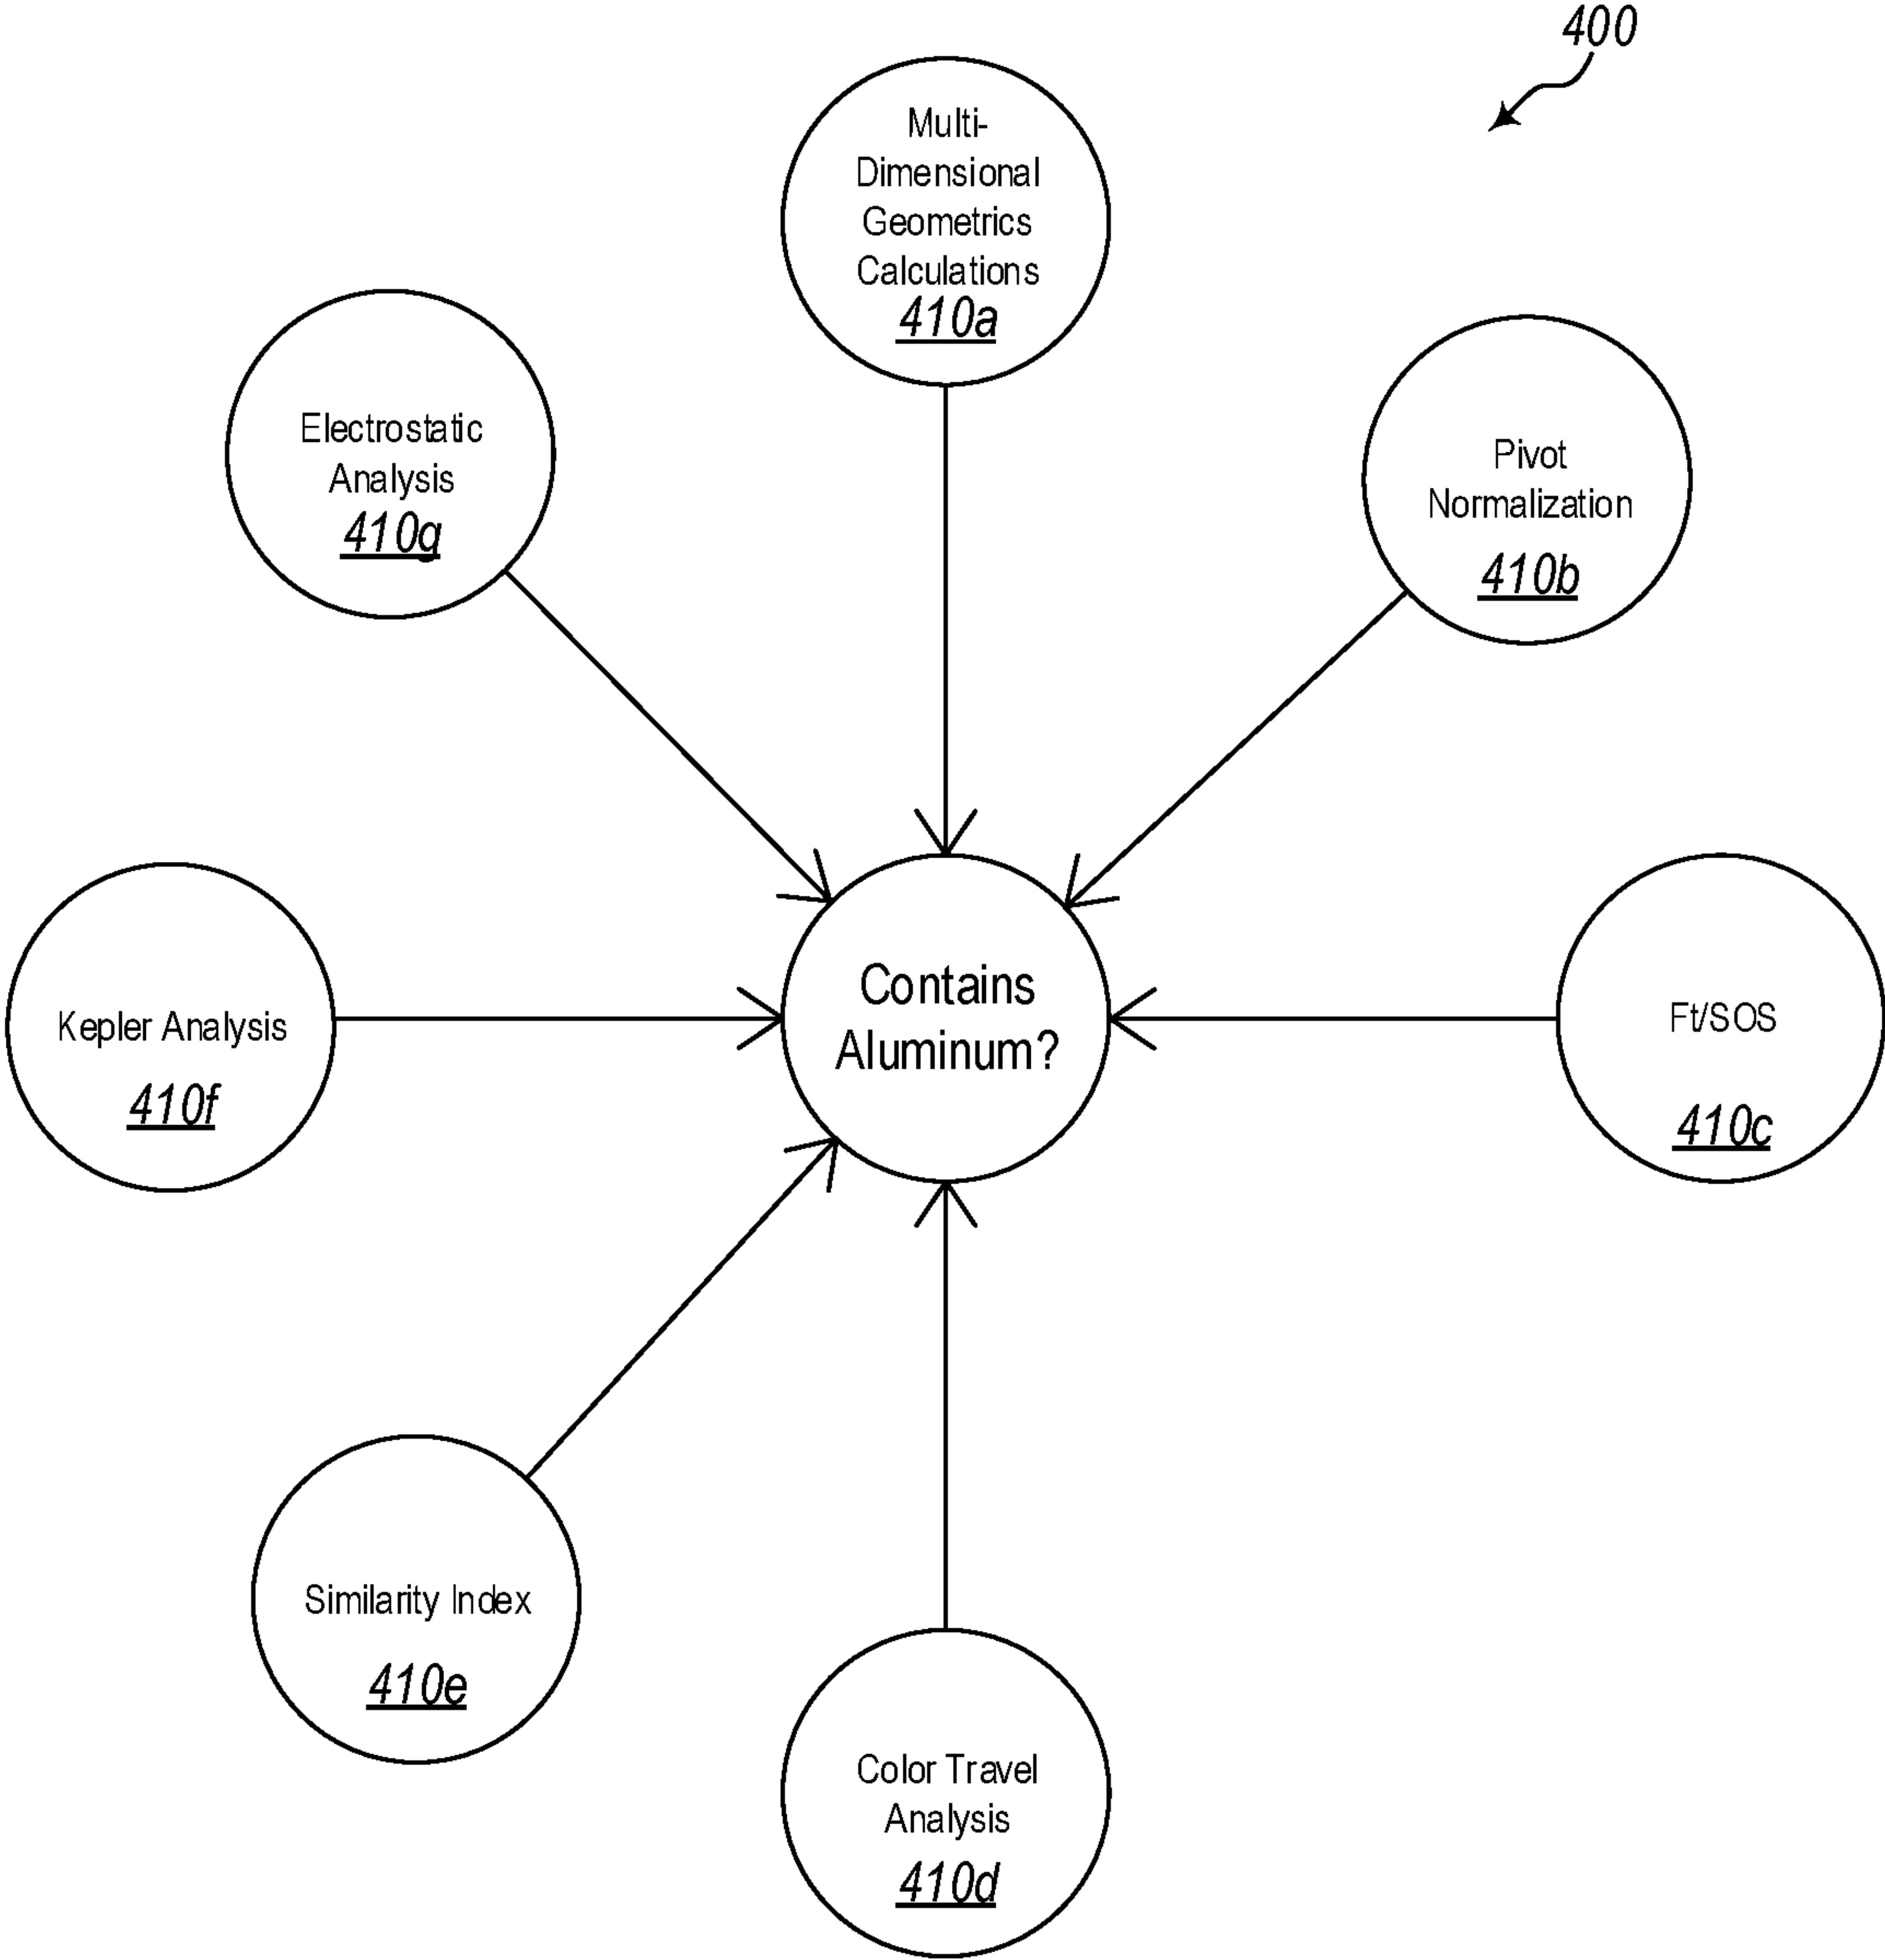 400
Multi-
Dimensional
Geometrics
Calculations
410a
Electrostatic
Analysis
410g
Pivot
Normalization
410b
Contains
Aluminum?
Kepler Analysis
410f
Ft/SOS
410c
Similarity Index
410e
Color Travel
Analysis
410d